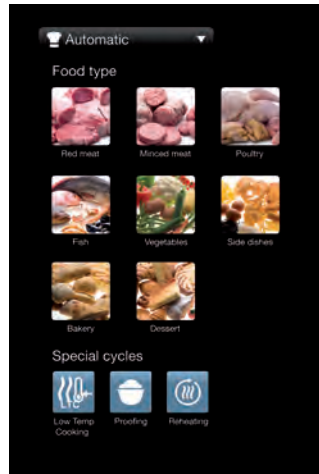 Automatic
Food type
Red meat Minced meat Poultry
Fish Vegetables Side dishes
Bakery Dessert
Special cycles
LTC
Low Temp Proofing Reheating
Cooking